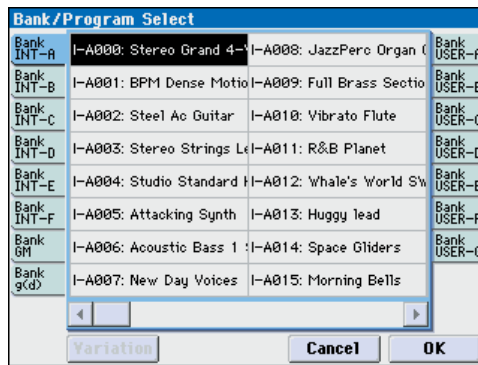 Bank/Program Select
Bank INT-A
Bank INT-B
Bank INT-C
Bank INT-D
Bank INT-E
Bank INT-F
Bank GM
Bank g(d)
I-A000: Stereo Grand 4-
I-A001: BPM Dense Motio
I-A002: Steel Ac Guitar
I-A003: Stereo Strings
I-A004: Studio Standard
I-A005: Attacking Synth
I-A006: Acoustic Bass 1
I-A007: New Day Voices
I-A008: JazzPerc Organ
I-A009: Full Brass Sectio
I-A010: Vibrato Flute
I-A011: R&B Planet
I-A012: Whale's World
I-A013: Huggy lead
I-A014: Space Gliders
I-A015: Morning Bells
Bank USER-
Bank USER-
Bank USER-
Bank USER-
Bank USER-
Bank USER-
Bank USER-
Variation
Cancel
OK